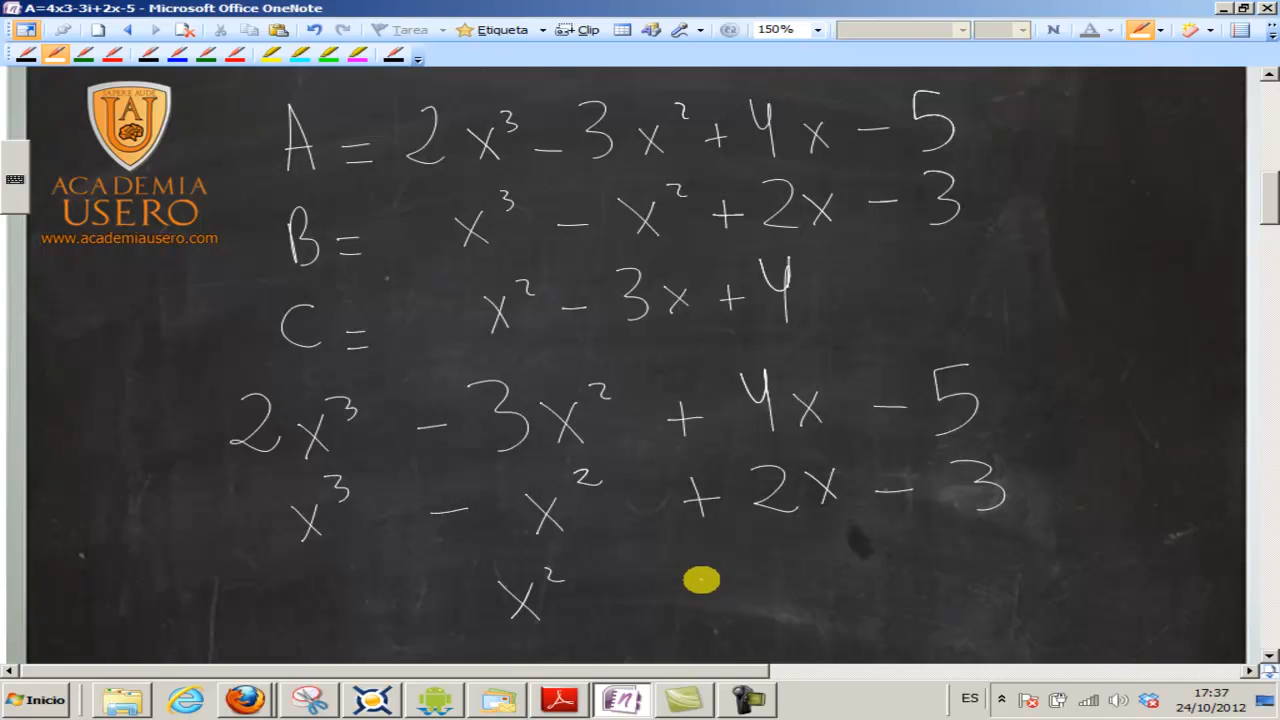 A=4x3-3i+2x-5 - Microsoft Office OneNote
Tarea Etiqueta Clip 150% N A
SAPERE AUDE
UA
ACADEMIA
USERO
www.academiausero.com
A = 2x³ - 3x² + 4x - 5
B = x³ - x² + 2x - 3
C = x² - 3x + 4
2x³ - 3x² + 4x - 5
x³ - x² + 2x - 3
x²
Inicio ES 17:37
24/10/2012